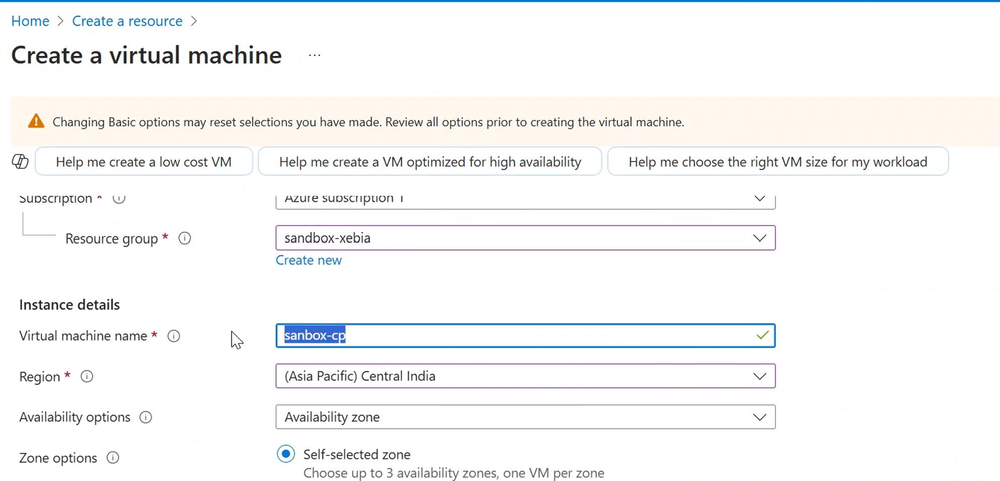 Home > Create a resource >
Create a virtual machine ...
Changing Basic options may reset selections you have made. Review all options prior to creating the virtual machine.
Help me create a low cost VM
Help me create a VM optimized for high availability
Help me choose the right VM size for my workload
Subscription *
Azure subscription 1
Resource group *
sandbox-xebia
Create new
Instance details
Virtual machine name *
sanbox-cp
Region *
(Asia Pacific) Central India
Availability options
Availability zone
Zone options
Self-selected zone
Choose up to 3 availability zones, one VM per zone